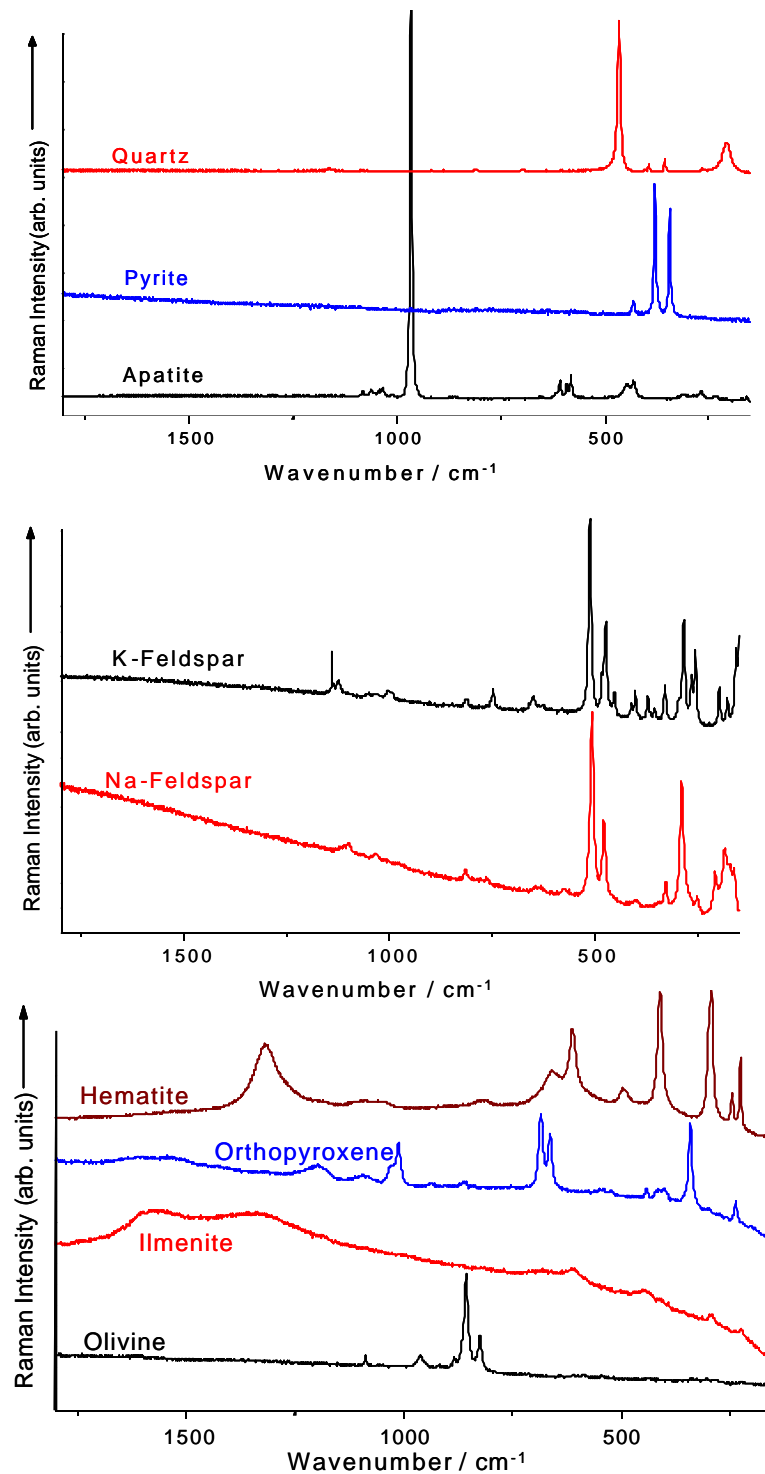 Raman Intensity (arb. units)
Quartz
Pyrite
Apatite
1500 1000 500
Wavenumber / cm-1
Raman Intensity (arb. units)
K-Feldspar
Na-Feldspar
1500 1000 500
Wavenumber / cm-1
Raman Intensity (arb. units)
Hematite
Orthopyroxene
Ilmenite
Olivine
1500 1000 500
Wavenumber / cm-1